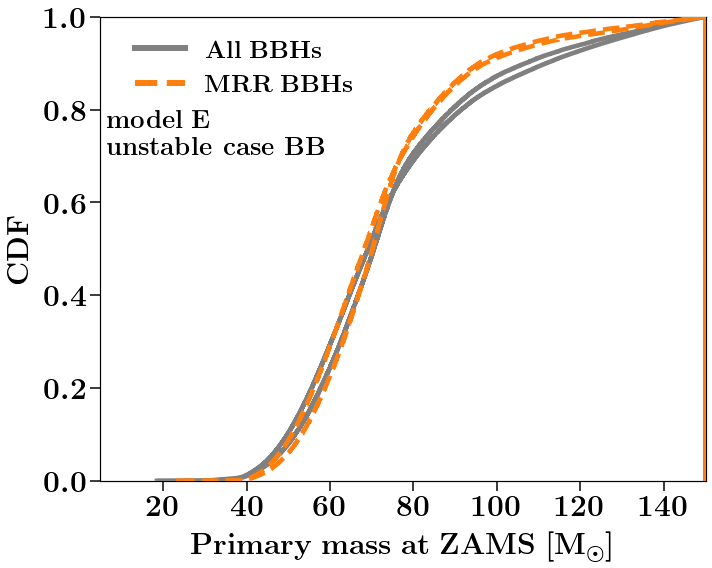 1.0
0.8
0.6
0.4
0.2
0.0
CDF
All BBHs
MRR BBHs
model E
unstable case BB
20 40 60 80 100 120 140
Primary mass at ZAMS [M⊙]